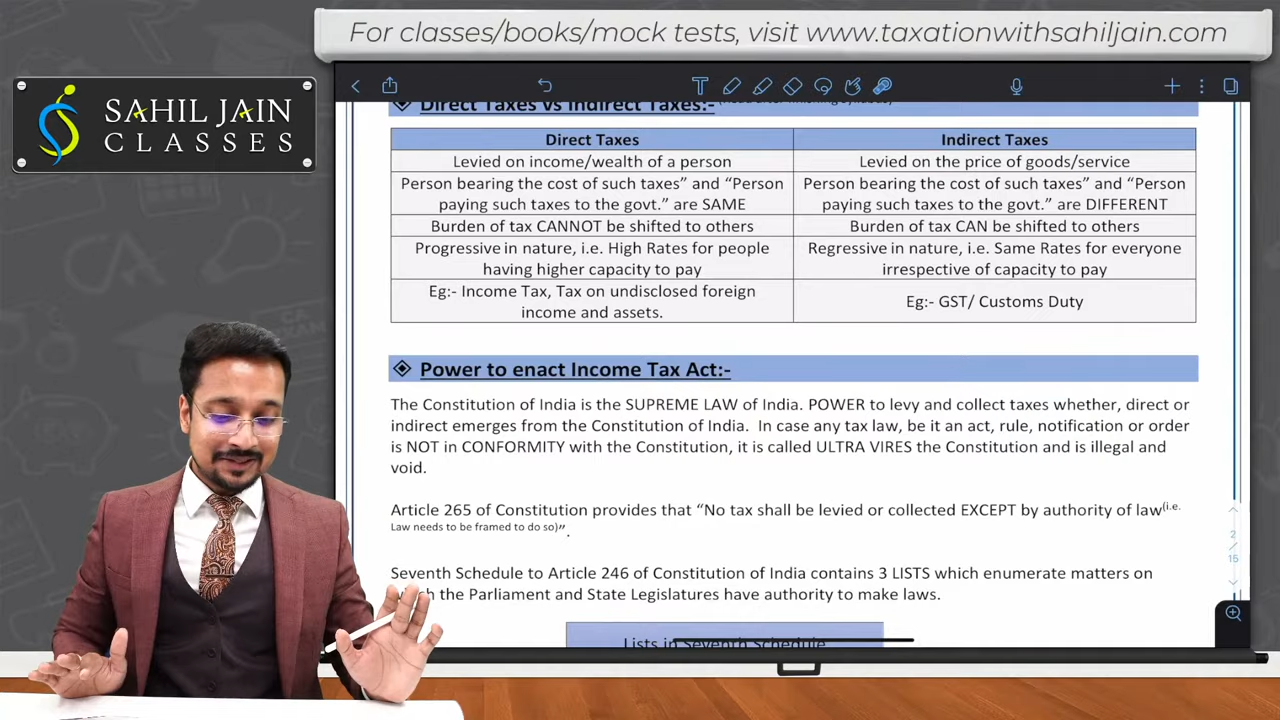 For classes/books/mock tests, visit www.taxationwithsahiljain.com
SAHIL JAIN
CLASSES
Direct Taxes vs Indirect Taxes:-
Direct Taxes
Indirect Taxes
Levied on income/wealth of a person
Levied on the price of goods/service
Person bearing the cost of such taxes” and “Person
paying such taxes to the govt.” are SAME
Person bearing the cost of such taxes” and “Person
paying such taxes to the govt.” are DIFFERENT
Burden of tax CANNOT be shifted to others
Burden of tax CAN be shifted to others
Progressive in nature, i.e. High Rates for people
having higher capacity to pay
Regressive in nature, i.e. Same Rates for everyone
irrespective of capacity to pay
Eg:- Income Tax, Tax on undisclosed foreign
income and assets.
Eg:- GST/ Customs Duty
Power to enact Income Tax Act:-
The Constitution of India is the SUPREME LAW of India. POWER to levy and collect taxes whether, direct or
indirect emerges from the Constitution of India. In case any tax law, be it an act, rule, notification or order
is NOT in CONFORMITY with the Constitution, it is called ULTRA VIRES the Constitution and is illegal and
void.
Article 265 of Constitution provides that “No tax shall be levied or collected EXCEPT by authority of law(i.e.
Law needs to be framed to do so)”.
Seventh Schedule to Article 246 of Constitution of India contains 3 LISTS which enumerate matters on
the Parliament and State Legislatures have authority to make laws.
Lists in Seventh Schedule
2
/
15